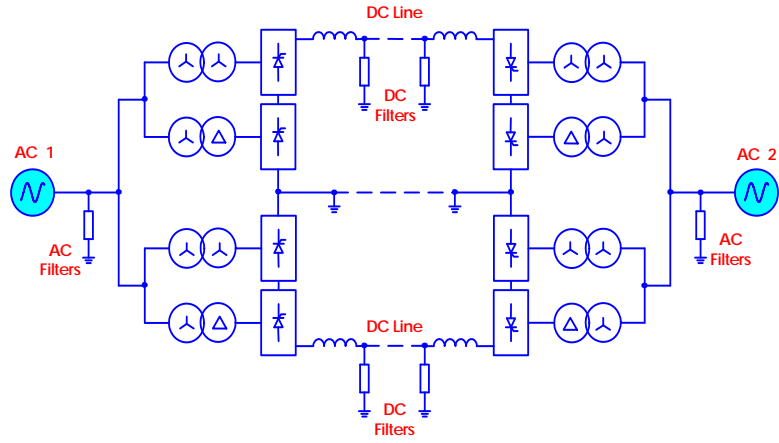 DC Line
DC
Filters
AC 1
AC 2
AC
Filters
AC
Filters
DC Line
DC
Filters